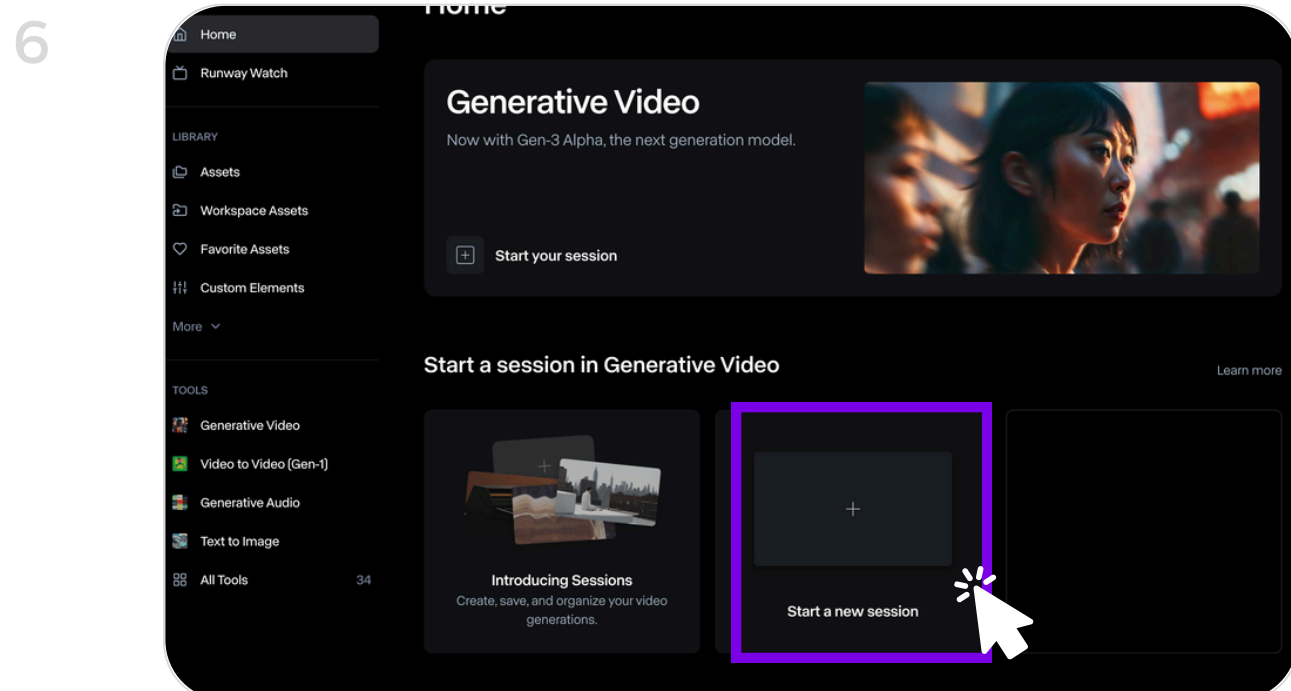 6
Home
Home
Runway Watch
LIBRARY
Assets
Workspace Assets
Favorite Assets
Custom Elements
More
TOOLS
Generative Video
Video to Video (Gen-1)
Generative Audio
Text to Image
All Tools 34
Generative Video
Now with Gen-3 Alpha, the next generation model.
Start your session
Start a session in Generative Video
Learn more
Introducing Sessions
Create, save, and organize your video
generations.
Start a new session